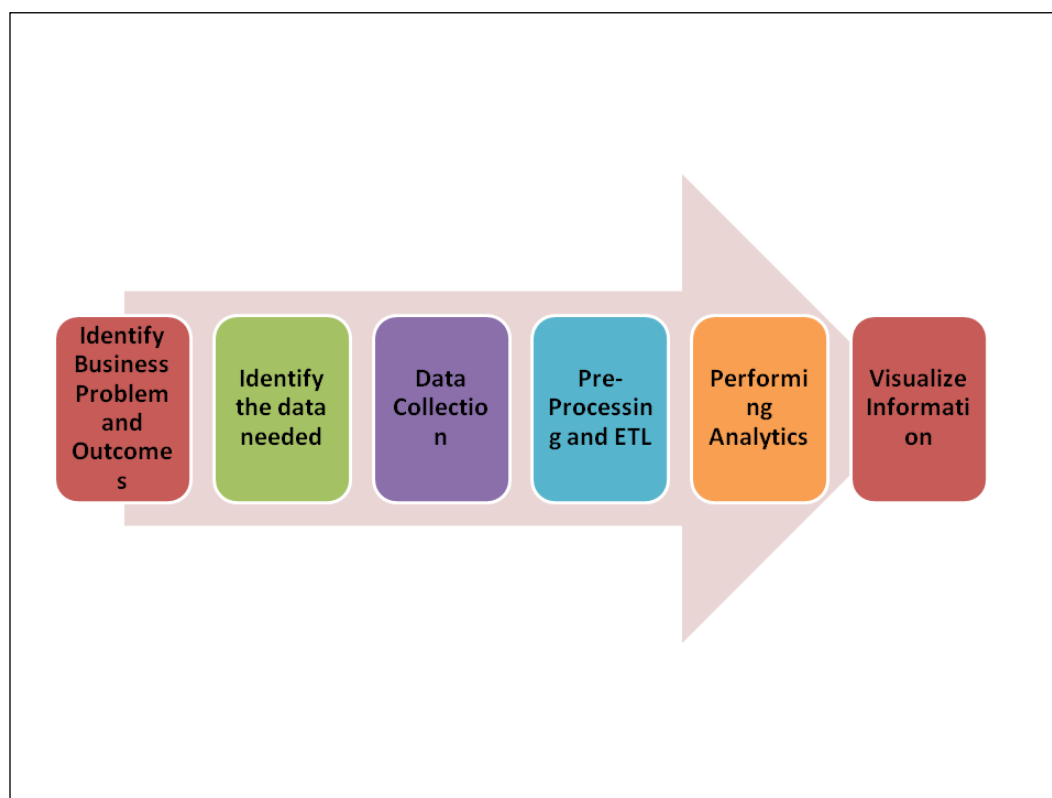 Identify
Business
Problem
and
Outcome
s
Identify
the data
needed
Data
Collectio
n
Pre-
Processin
g and ETL
Performi
ng
Analytics
Visualize
Informati
on